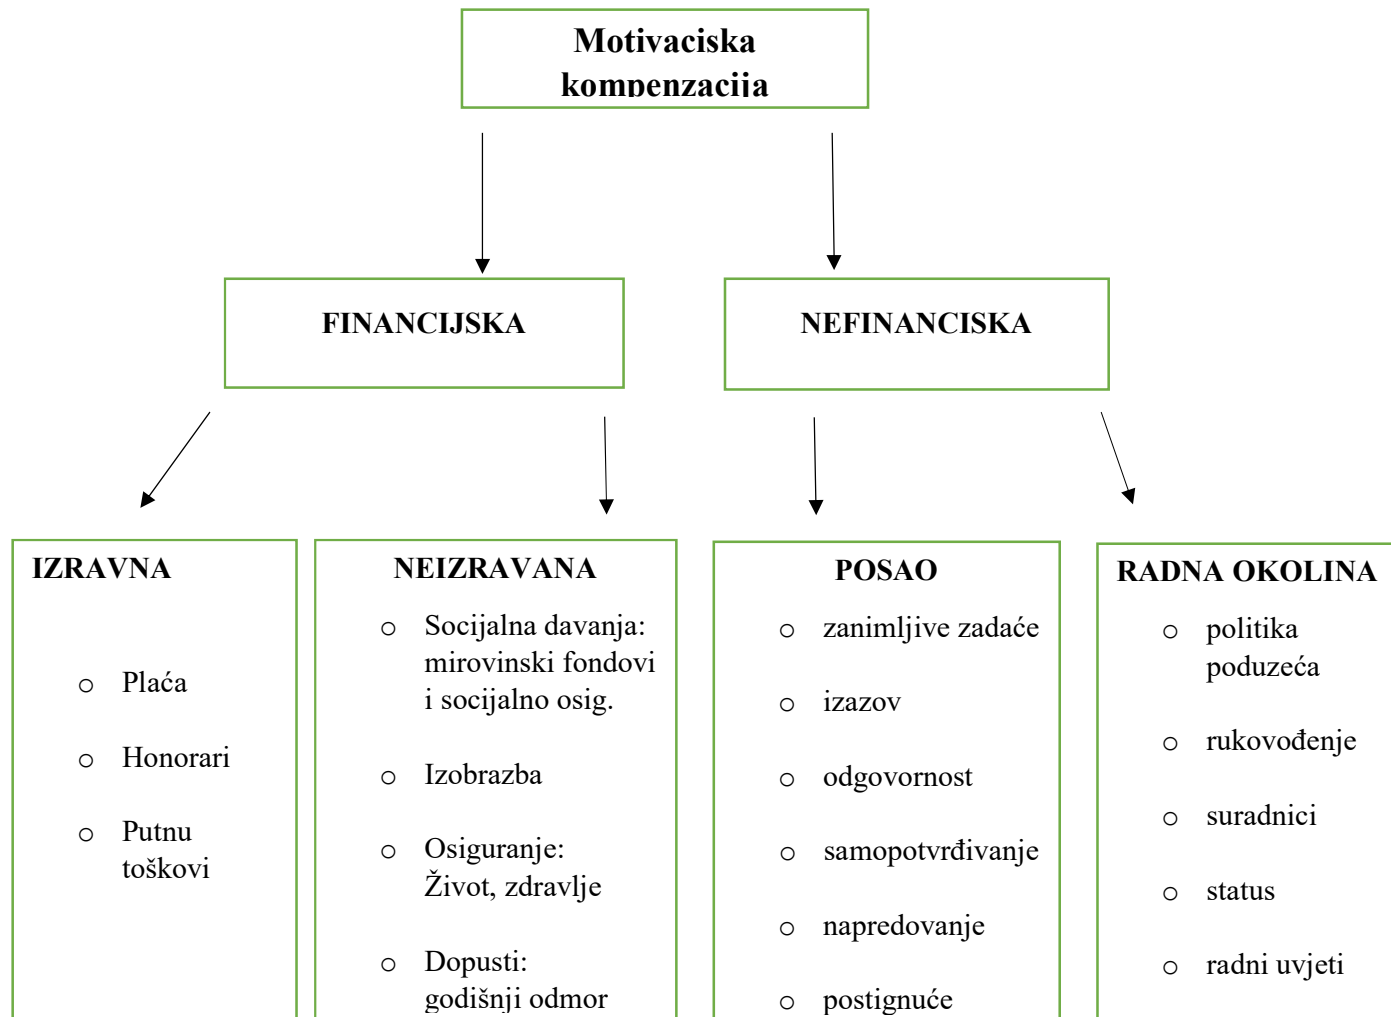 Motivaciska
kompenzacija
FINANCIJSKA
NEFINANCISKA
IZRAVNA
o Plaća
o Honorari
o Putnu
toškovi
NEIZRAVANA
o Socijalna davanja:
mirovinski fondovi
i socijalno osig.
o Izobrazba
o Osiguranje:
Život, zdravlje
o Dopusti:
godišnji odmor
POSAO
o zanimljive zadaće
o izazov
o odgovornost
o samopotvrđivanje
o napredovanje
o postignuće
RADNA OKOLINA
o politika
poduzeća
o rukovođenje
o suradnici
o status
o radni uvjeti